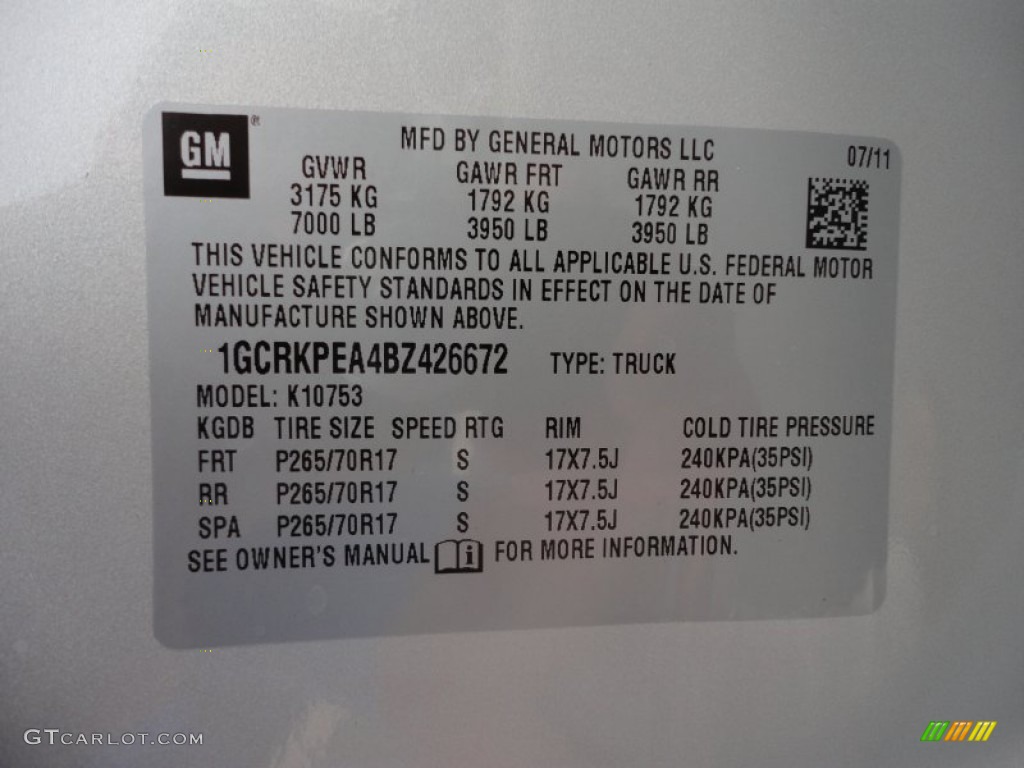 GM®
MFD BY GENERAL MOTORS LLC 07/11
GVWR GAWR FRT GAWR RR
3175 KG 1792 KG 1792 KG
7000 LB 3950 LB 3950 LB
THIS VEHICLE CONFORMS TO ALL APPLICABLE U.S. FEDERAL MOTOR
VEHICLE SAFETY STANDARDS IN EFFECT ON THE DATE OF
MANUFACTURE SHOWN ABOVE.
1GCRKPEA4BZ426672 TYPE: TRUCK
MODEL: K10753
KGDB TIRE SIZE SPEED RTG RIM COLD TIRE PRESSURE
FRT P265/70R17 S 17X7.5J 240KPA(35PSI)
RR P265/70R17 S 17X7.5J 240KPA(35PSI)
SPA P265/70R17 S 17X7.5J 240KPA(35PSI)
SEE OWNER'S MANUAL i FOR MORE INFORMATION.
GTCARLOT.COM